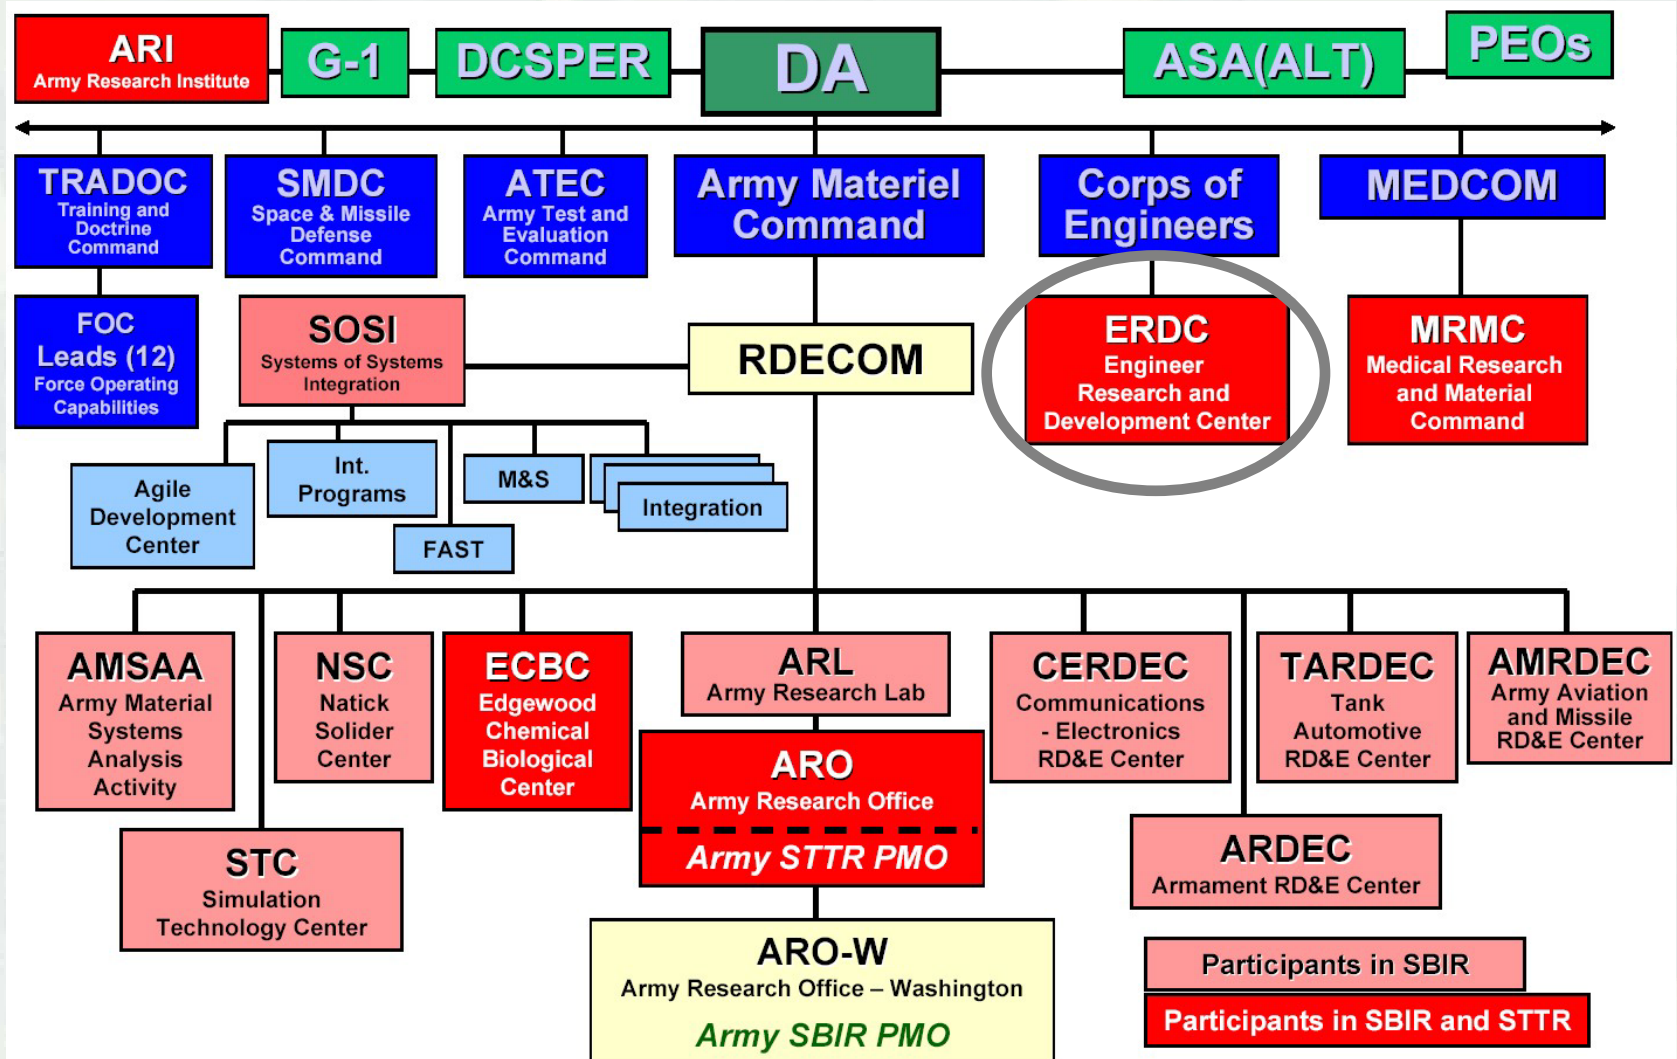 ARI
Army Research Institute
G-1
DCSPER
DA
ASA(ALT)
PEOs
TRADOC
Training and
Doctrine
Command
SMDC
Space & Missile
Defense
Command
ATEC
Army Test and
Evaluation
Command
Army Materiel
Command
Corps of
Engineers
MEDCOM
FOC
Leads (12)
Force Operating
Capabilities
SOSI
Systems of Systems
Integration
RDECOM
ERDC
Engineer
Research and
Development Center
MRMC
Medical Research
and Material
Command
Agile
Development
Center
Int.
Programs
FAST
M&S
Integration
AMSAA
Army Material
Systems
Analysis
Activity
NSC
Natick
Solider
Center
ECBC
Edgewood
Chemical
Biological
Center
ARL
Army Research Lab
CERDEC
Communications
- Electronics
RD&E Center
TARDEC
Tank
Automotive
RD&E Center
AMRDEC
Army Aviation
and Missile
RD&E Center
STC
Simulation
Technology Center
ARO
Army Research Office
Army STTR PMO
ARDEC
Armament RD&E Center
ARO-W
Army Research Office – Washington
Army SBIR PMO
Participants in SBIR
Participants in SBIR and STTR